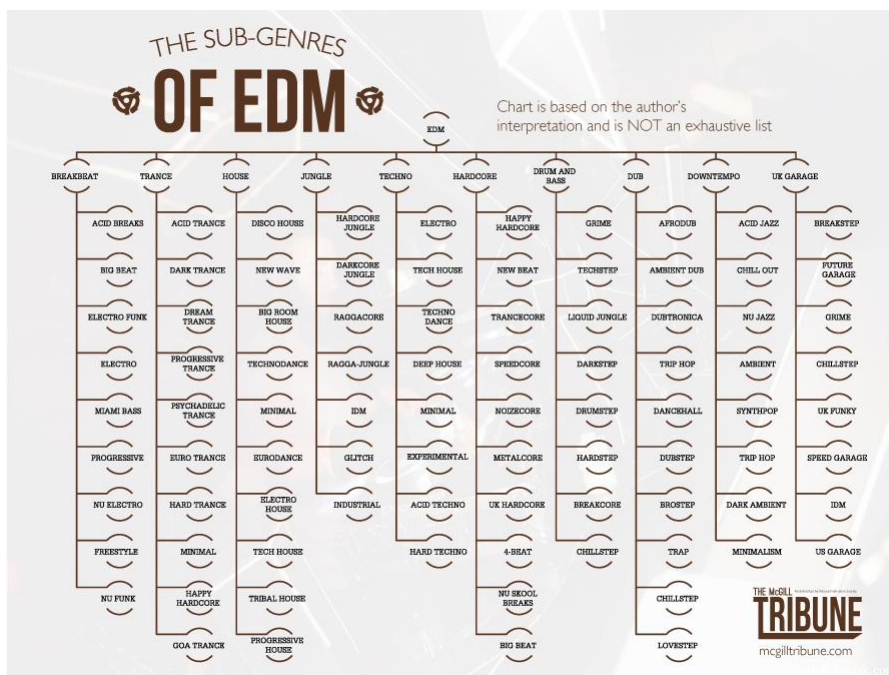 THE SUB-GENRES
OF EDM
Chart is based on the author's
interpretation and is NOT an exhaustive list
EDM
BREAKBEAT
TRANCE
HOUSE
JUNGLE
TECHNO
HARDCORE
DRUM AND
BASS
DUB
DOWNTEMPO
UK GARAGE
ACID BREAKS
BIG BEAT
ELECTRO FUNK
ELECTRO
MIAMI BASS
PROGRESSIVE
NU ELECTRO
FREESTYLE
NU FUNK
ACID TRANCE
DARK TRANCE
DREAM
TRANCE
PROGRESSIVE
TRANCE
PSYCHADELIC
TRANCE
EURO TRANCE
HARD TRANCE
MINIMAL
HAPPY
HARDCORE
GOA TRANCE
DISCO HOUSE
NEW WAVE
BIG ROOM
HOUSE
TECHNODANCE
MINIMAL
EURODANCE
ELECTRO
HOUSE
TECH HOUSE
TRIBAL HOUSE
PROGRESSIVE
HOUSE
HARDCORE
JUNGLE
DARKCORE
JUNGLE
RAGGACORE
RAGGA-JUNGLE
IDM
GLITCH
INDUSTRIAL
ELECTRO
TECH HOUSE
TECHNO
DANCE
DEEP HOUSE
MINIMAL
EXPERIMENTAL
ACID TECHNO
HARD TECHNO
HAPPY
HARDCORE
NEW BEAT
TRANCECORE
SPEEDCORE
NOIZECORE
METALCORE
UK HARDCORE
4-BEAT
NU SKOOL
BREAKS
BIG BEAT
GRIME
TECHSTEP
LIQUID JUNGLE
DARKSTEP
DRUMSTEP
HARDSTEP
BREAKCORE
CHILLSTEP
AFRODUB
AMBIENT DUB
DUBTRONICA
TRIP HOP
DANCEHALL
DUBSTEP
BROSTEP
TRAP
CHILLSTEP
LOVESTEP
ACID JAZZ
CHILL OUT
NU JAZZ
AMBIENT
SYNTHPOP
TRIP HOP
DARK AMBIENT
MINIMALISM
BREAKSTEP
FUTURE
GARAGE
GRIME
CHILLSTEP
UK FUNKY
SPEED GARAGE
IDM
US GARAGE
THE McGILL
TRIBUNE
mcgilltribune.com